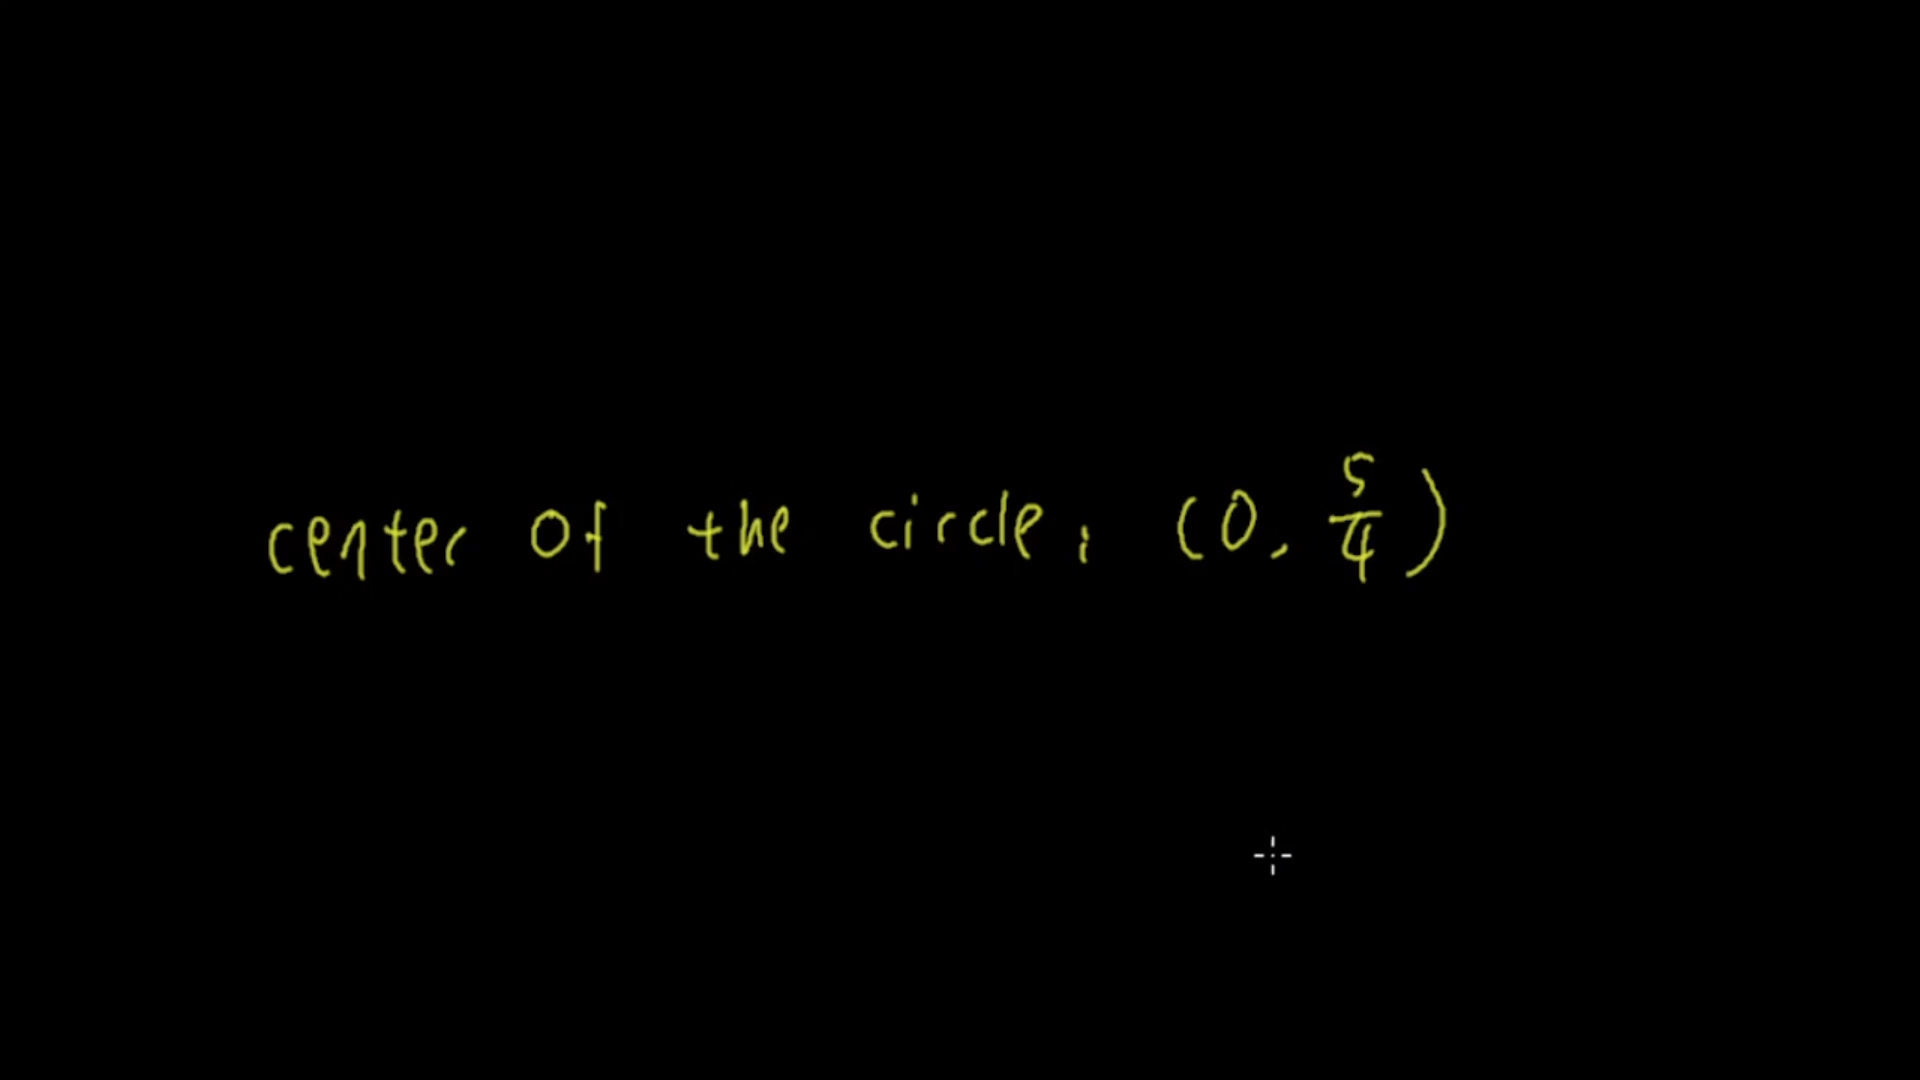 center of the circle: (0, 5/4)